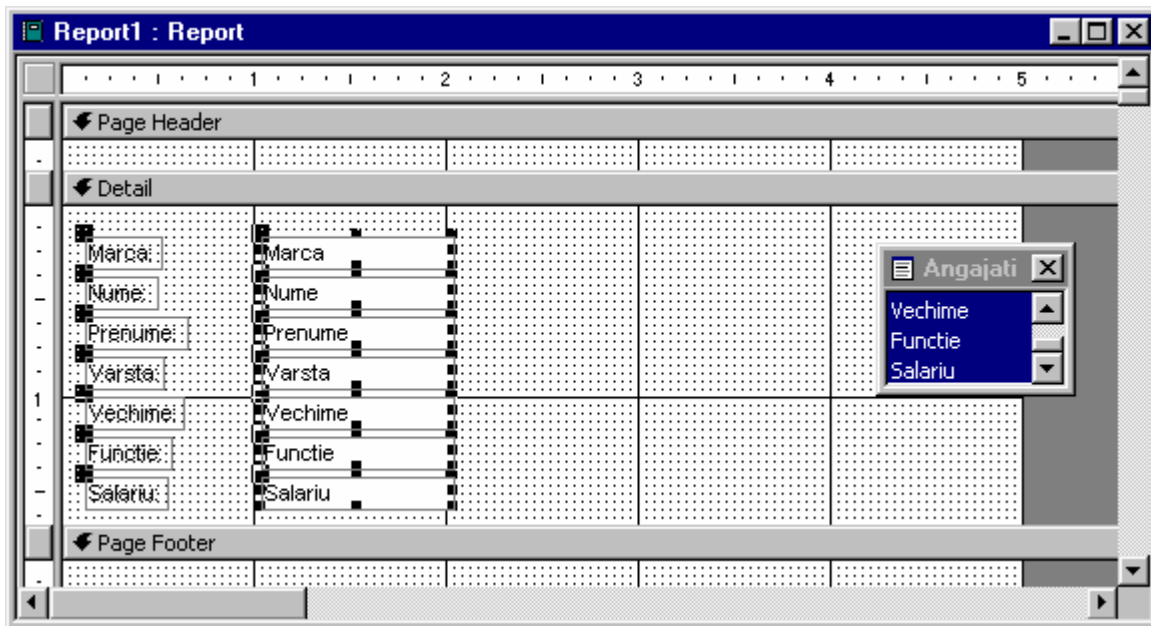 Report1 : Report
1 2 3 4 5
Page Header
Detail
Marca: Marca
Nume: Nume
Prenume: Prenume
Varsta: Varsta
Vechime: Vechime
Functie: Functie
Salariu: Salariu
1
Angajati
Vechime
Functie
Salariu
Page Footer